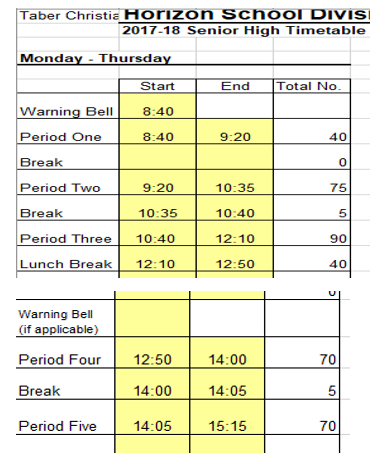 Taber Christia Horizon School Divisi
2017-18 Senior High Timetable
Monday - Thursday
Start End Total No.
Warning Bell 8:40
Period One 8:40 9:20 40
Break 0
Period Two 9:20 10:35 75
Break 10:35 10:40 5
Period Three 10:40 12:10 90
Lunch Break 12:10 12:50 40
0
Warning Bell
(if applicable)
Period Four 12:50 14:00 70
Break 14:00 14:05 5
Period Five 14:05 15:15 70